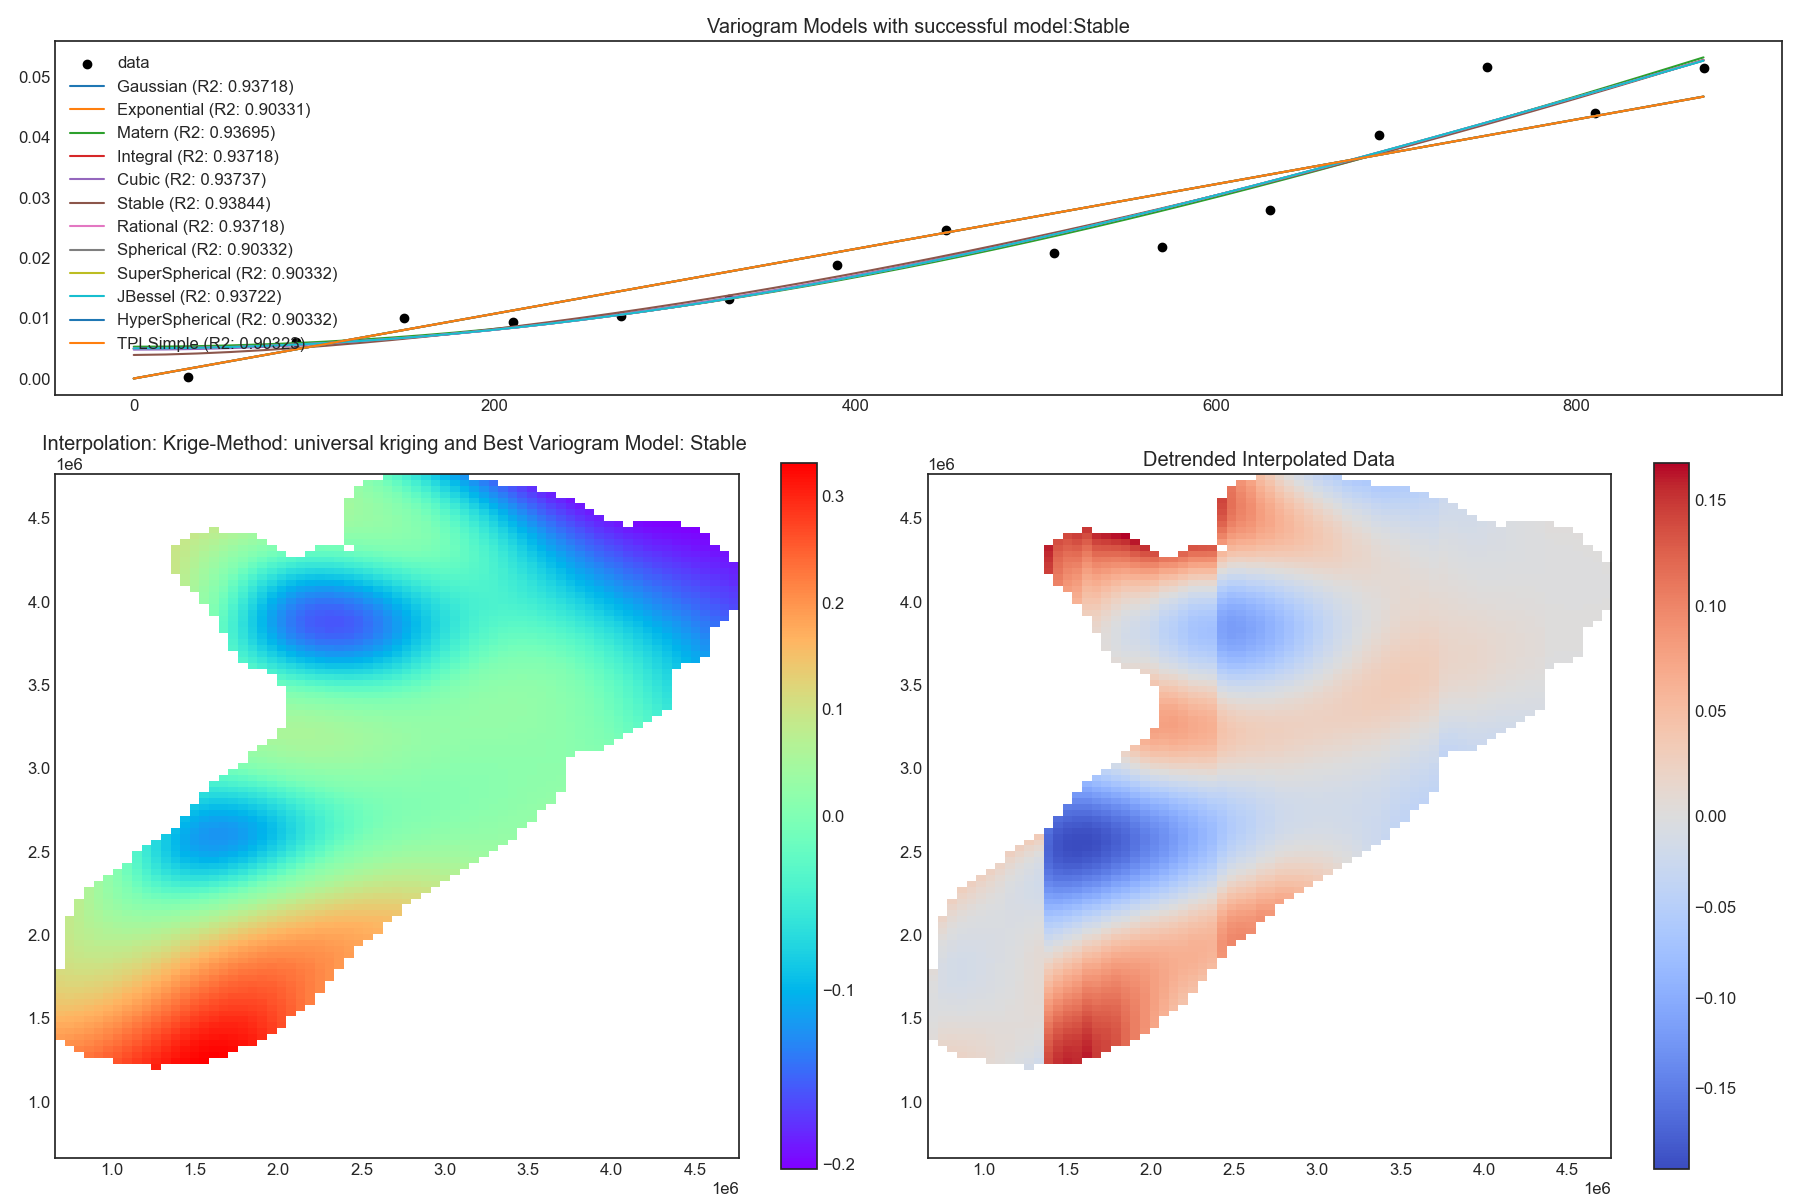 Variogram Models with successful model:Stable
data
Gaussian (R2: 0.93718)
Exponential (R2: 0.90331)
Matern (R2: 0.93695)
Integral (R2: 0.93718)
Cubic (R2: 0.93737)
Stable (R2: 0.93844)
Rational (R2: 0.93718)
Spherical (R2: 0.90332)
SuperSpherical (R2: 0.90332)
JBessel (R2: 0.93722)
HyperSpherical (R2: 0.90332)
TPLSimple (R2: 0.90323)
0.05
0.04
0.03
0.02
0.01
0.00
0 200 400 600 800
Interpolation: Krige-Method: universal kriging and Best Variogram Model: Stable
1e6
4.5
4.0
3.5
3.0
2.5
2.0
1.5
1.0
1.0 1.5 2.0 2.5 3.0 3.5 4.0 4.5
1e6
0.3
0.2
0.1
0.0
−0.1
−0.2
Detrended Interpolated Data
1e6
4.5
4.0
3.5
3.0
2.5
2.0
1.5
1.0
1.0 1.5 2.0 2.5 3.0 3.5 4.0 4.5
1e6
0.15
0.10
0.05
0.00
−0.05
−0.10
−0.15